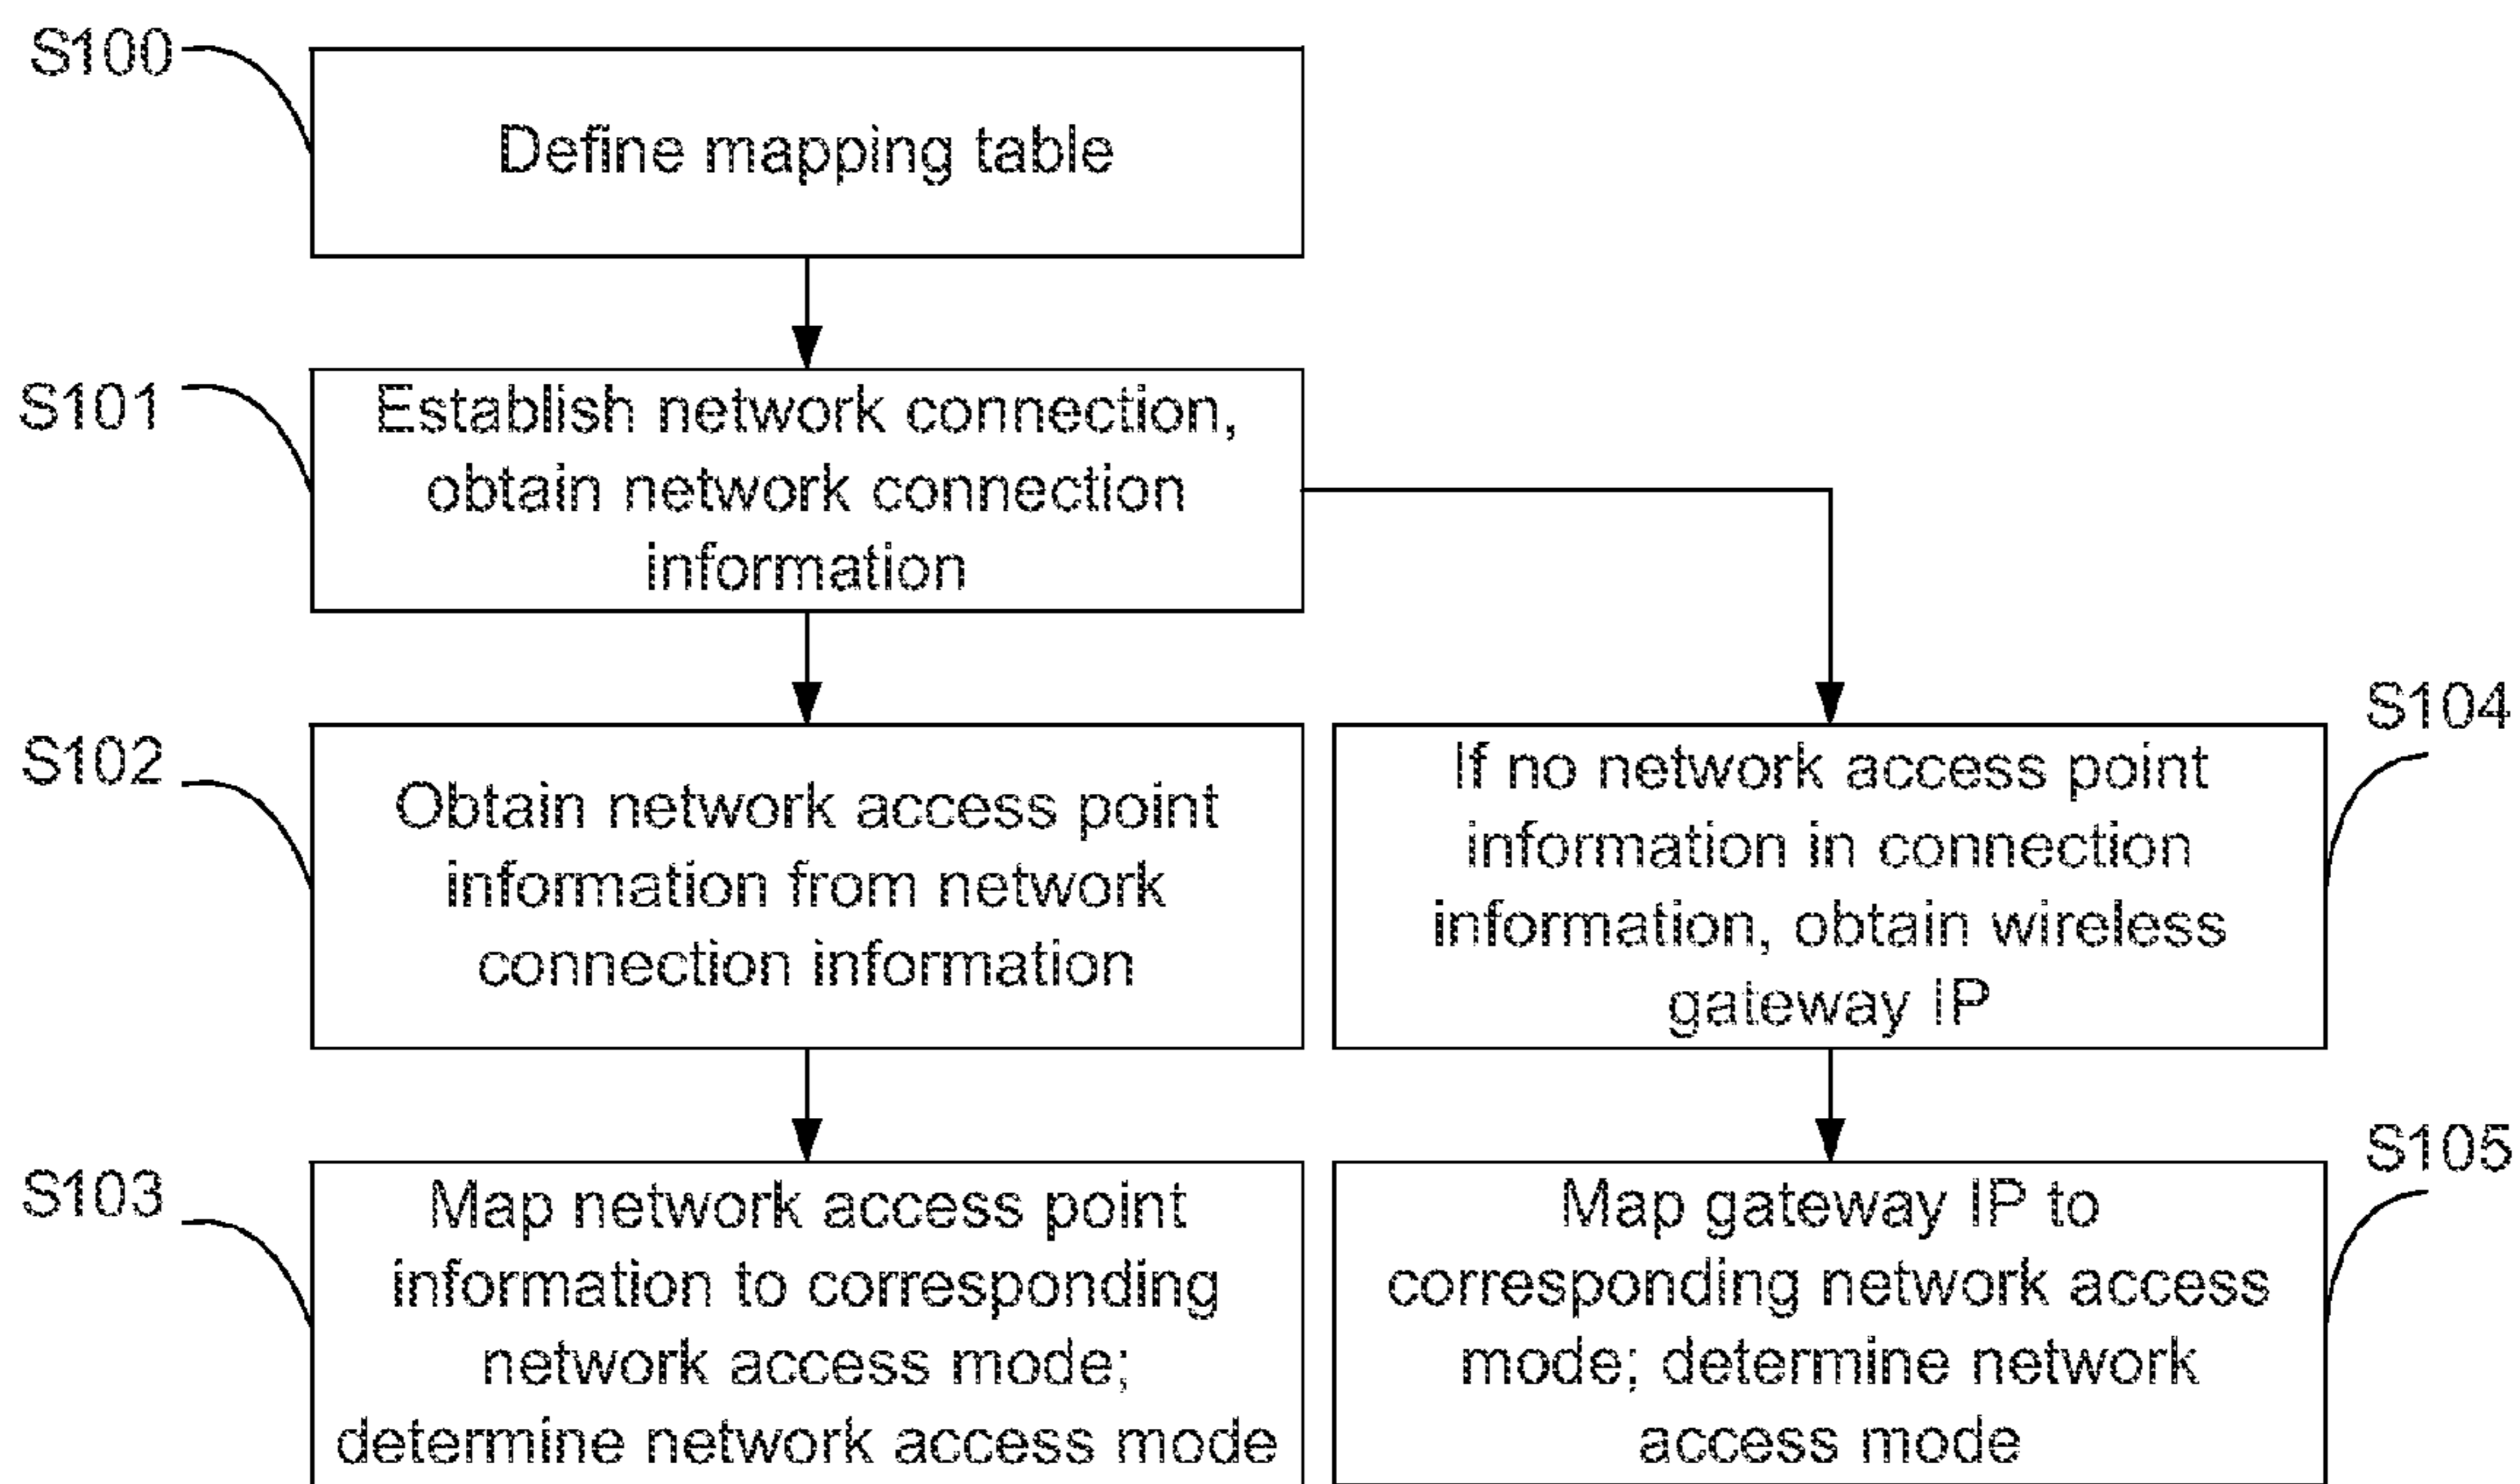 S100
Define mapping table
S101
Establish network connection,
obtain network connection
information
S102
Obtain network access point
information from network
connection information
S104
If no network access point
information in connection
information, obtain wireless
gateway IP
S103
Map network access point
information to corresponding
network access mode;
determine network access mode
S105
Map gateway IP to
corresponding network access
mode; determine network
access mode